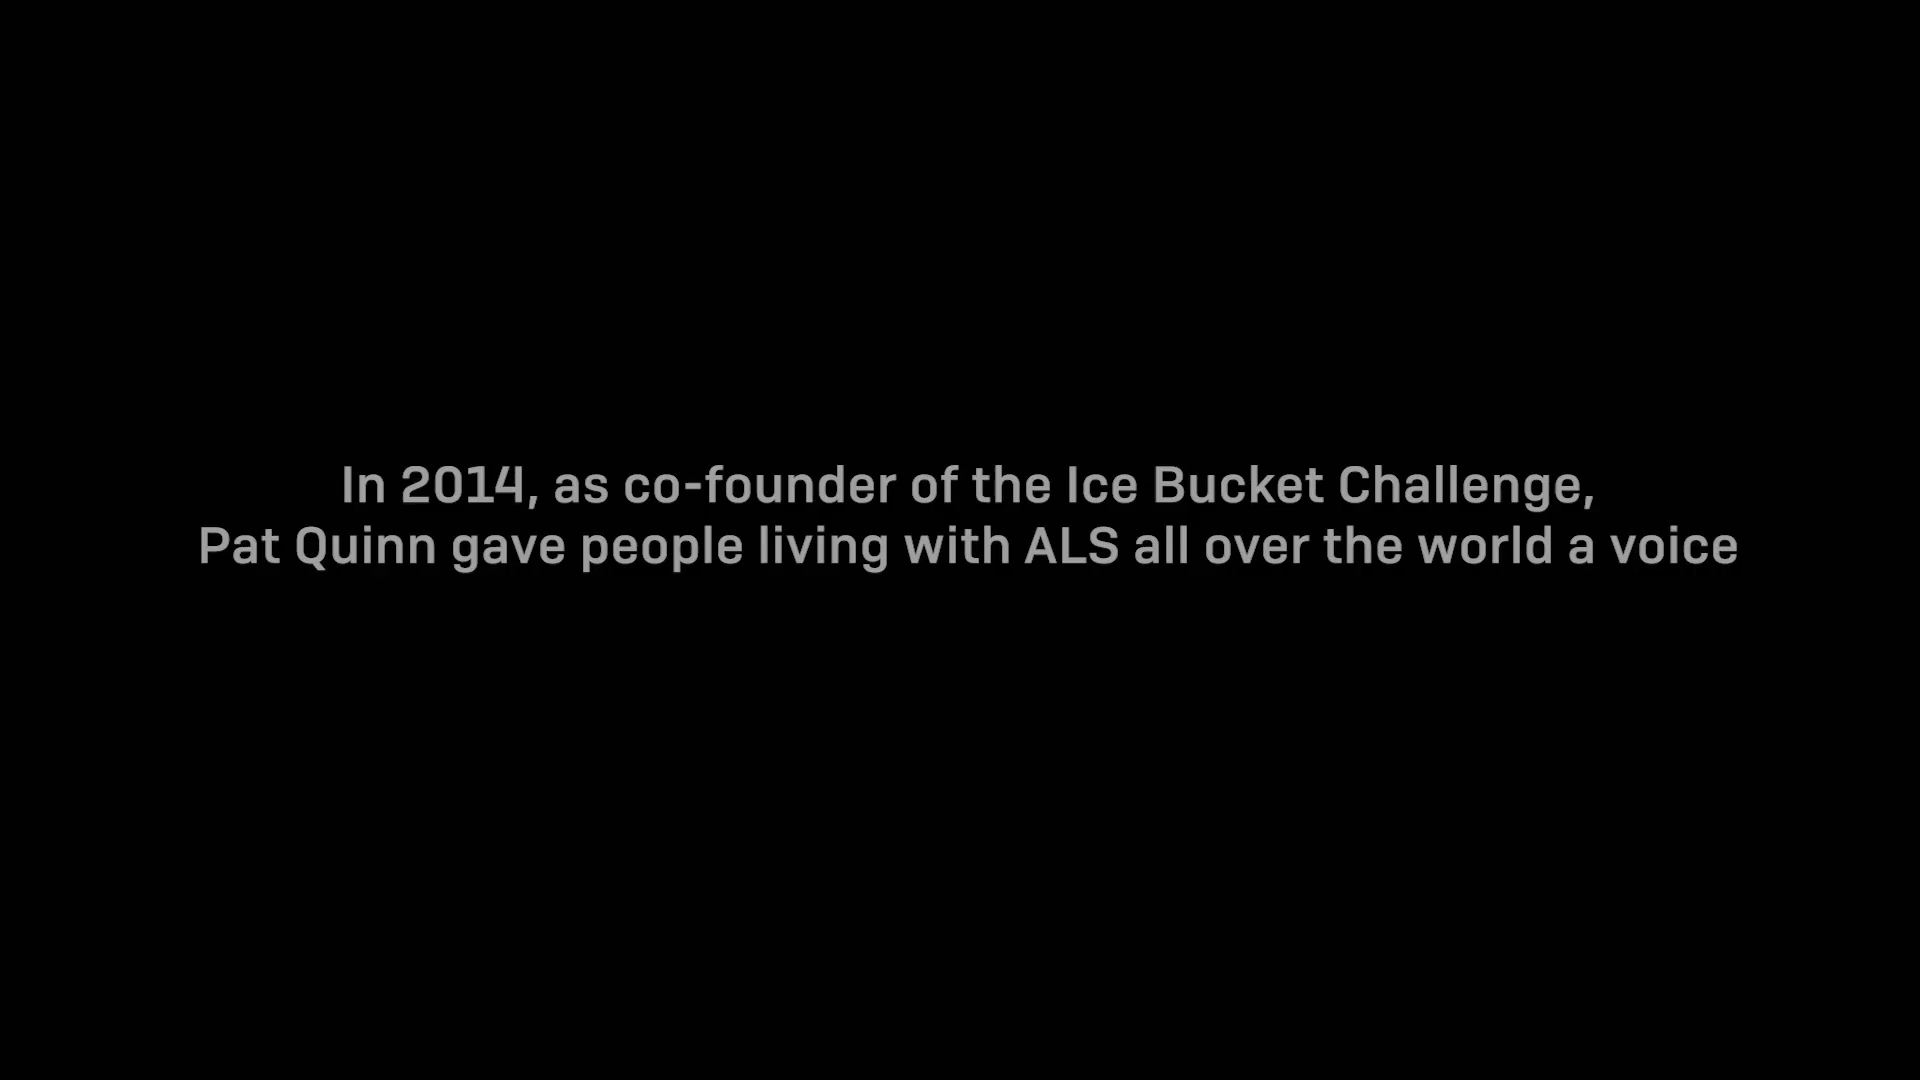 In 2014, as co-founder of the Ice Bucket Challenge,
Pat Quinn gave people living with ALS all over the world a voice